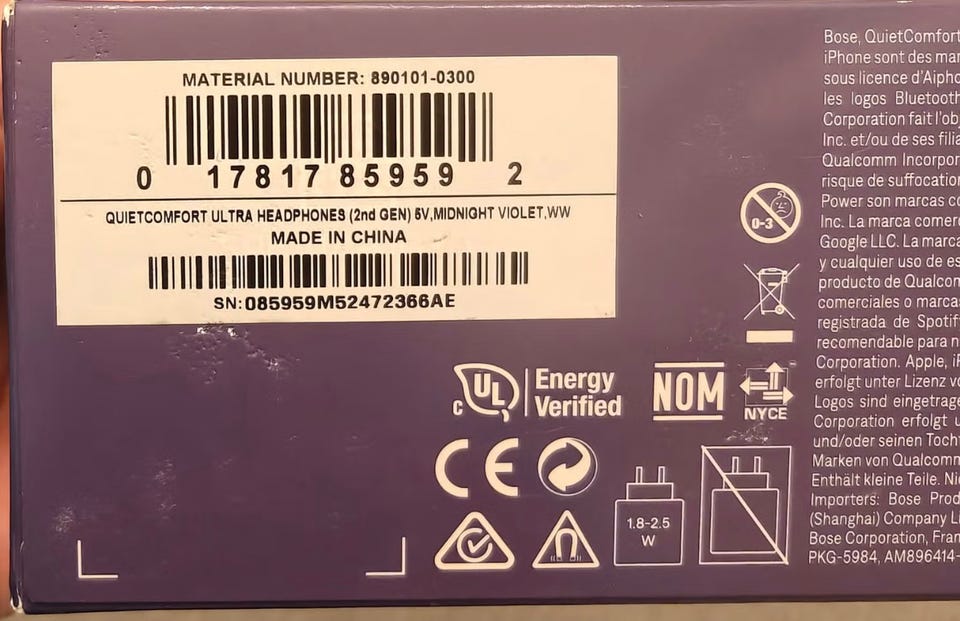 MATERIAL NUMBER: 890101-0300
0 17817 85959 2
QUIETCOMFORT ULTRA HEADPHONES (2nd GEN) 5V,MIDNIGHT VIOLET,WW
MADE IN CHINA
SN:085959M52472366AE
0-3
c UL Energy
Verified
NOM
NYCE
CE
1.8-2.5
W
Bose, QuietComfort
iPhone sont des mar
sous licence d'Aipho
les logos Bluetooth
Corporation fait l'obj
Inc. et/ou de ses filia
Qualcomm Incorpor
risque de suffocation
Power son marcas co
Inc. La marca comer
Google LLC. La marca
y cualquier uso de es
producto de Qualcom
comerciales o marcas
registrada de Spotif
recomendable para n
Corporation. Apple, iP
erfolgt unter Lizenz vo
Logos sind eingetrage
Corporation erfolgt u
und/oder seinen Tocht
Marken von Qualcomm
Enthält kleine Teile. Ni
Importers: Bose Prod
(Shanghai) Company Li
Bose Corporation, Fran
PKG-5984, AM896414-